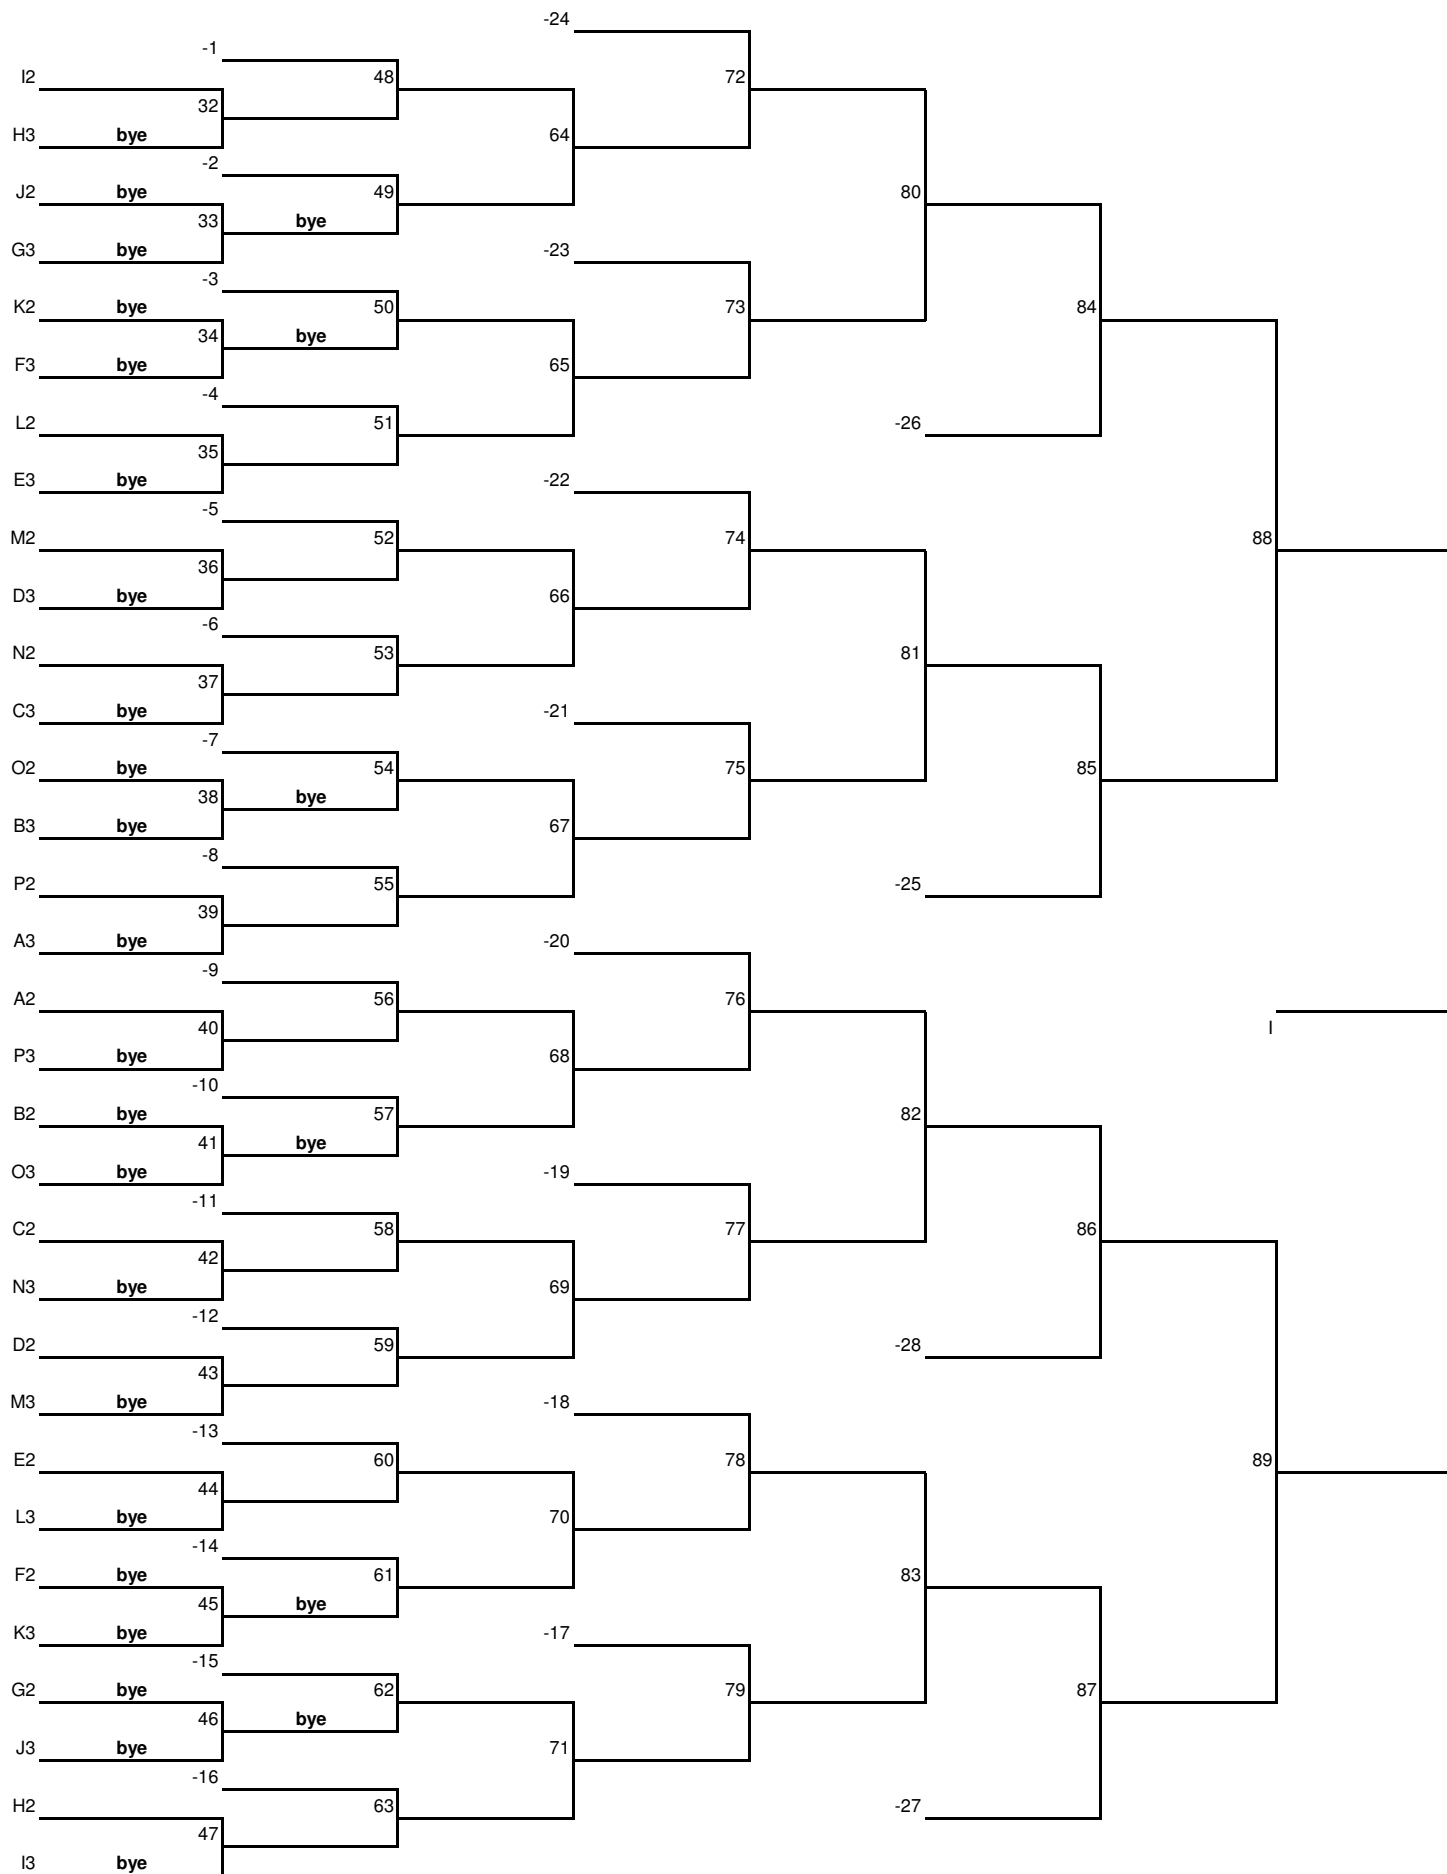 -24
-1
I2 48 72
32
H3 bye 64
-2
J2 bye 49 80
33 bye
G3 bye -23
-3
K2 bye 50 73 84
34 bye
F3 bye 65
-4
L2 51 -26
35
E3 bye -22
-5
M2 52 74 88
36
D3 bye 66
-6
N2 53 81
37
C3 bye -21
-7
O2 bye 54 75 85
38 bye
B3 bye 67
-8
P2 55 -25
39
A3 bye -20
-9
A2 56 76
40 I
P3 bye 68
-10
B2 bye 57 82
41 bye
O3 bye -19
-11
C2 58 77 86
42
N3 bye 69
-12
D2 59 -28
43
M3 bye -18
-13
E2 60 78 89
44
L3 bye 70
-14
F2 bye 61 83
45 bye
K3 bye -17
-15
G2 bye 62 79 87
46 bye
J3 bye 71
-16
H2 63 -27
47
I3 bye